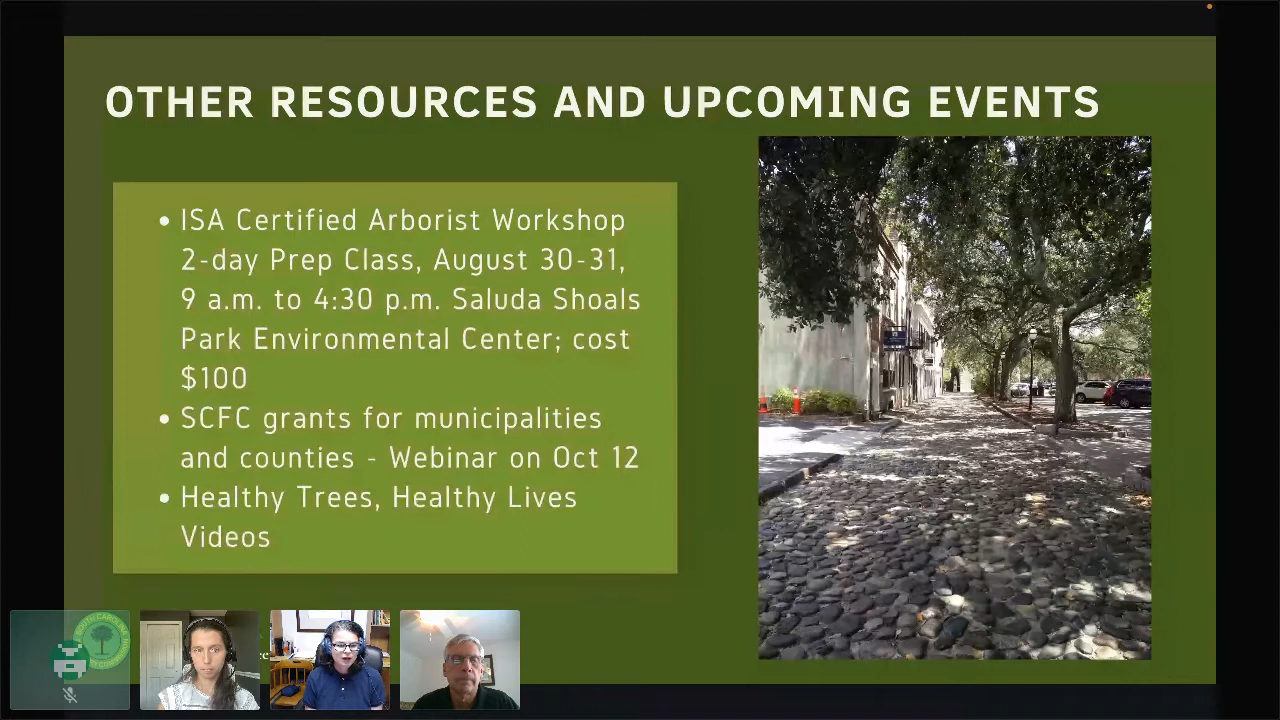 OTHER RESOURCES AND UPCOMING EVENTS
• ISA Certified Arborist Workshop
2-day Prep Class, August 30-31,
9 a.m. to 4:30 p.m. Saluda Shoals
Park Environmental Center; cost
$100
• SCFC grants for municipalities
and counties - Webinar on Oct 12
• Healthy Trees, Healthy Lives
Videos
SOUTH CAROLINA